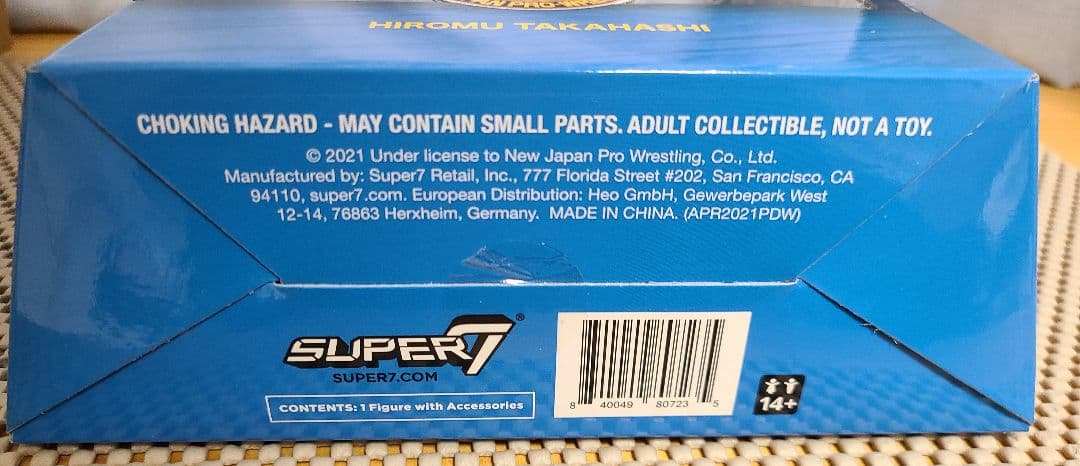 PRO-WR
HIROMU TAKAHASHI
CHOKING HAZARD - MAY CONTAIN SMALL PARTS. ADULT COLLECTIBLE, NOT A TOY.
© 2021 Under license to New Japan Pro Wrestling, Co., Ltd.
Manufactured by: Super7 Retail, Inc., 777 Florida Street #202, San Francisco, CA
94110, super7.com. European Distribution: Heo GmbH, Gewerbepark West
12-14, 76863 Herxheim, Germany. MADE IN CHINA. (APR2021PDW)
SUPER7®
SUPER7.COM
CONTENTS: 1 Figure with Accessories
8 40049 80723 5
14+